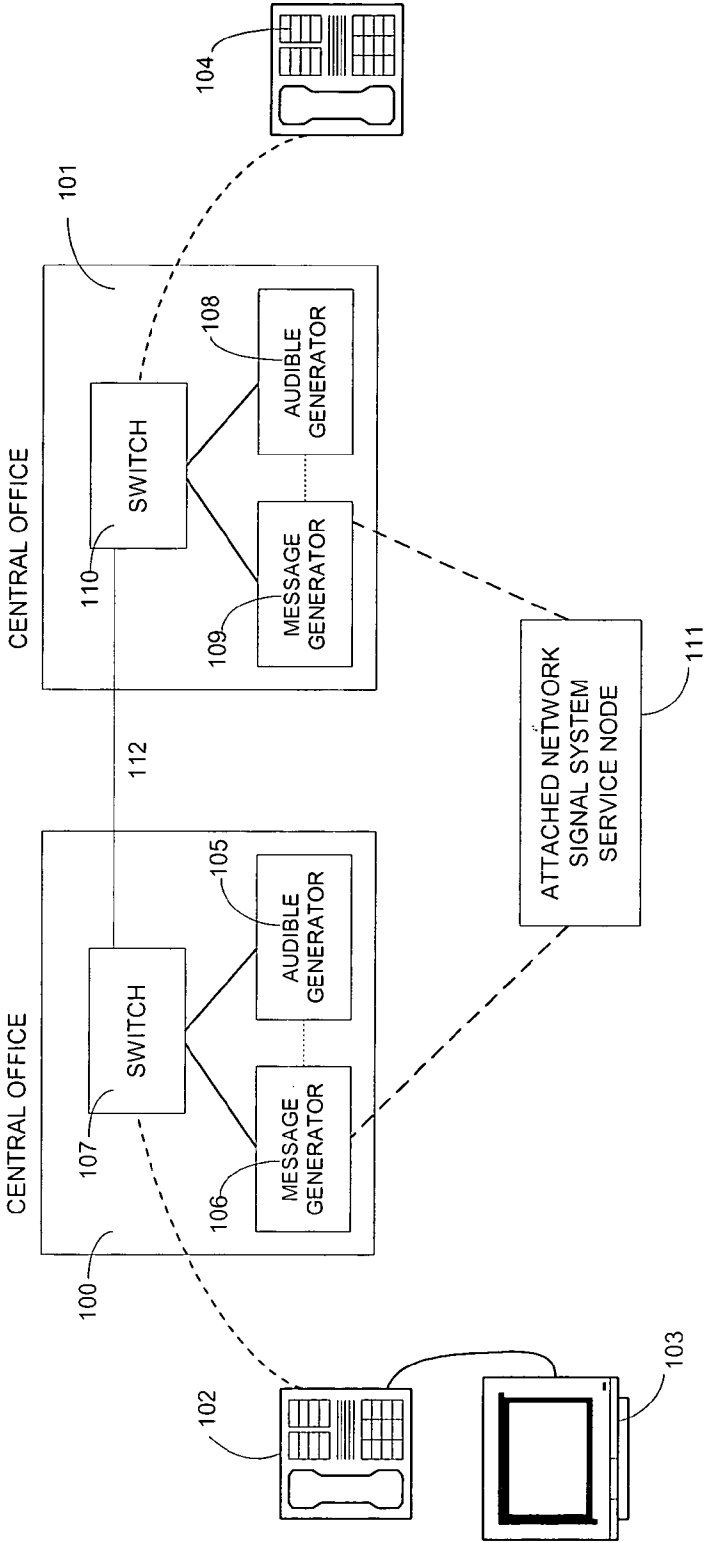 CENTRAL OFFICE
100
107
SWITCH
106
MESSAGE
GENERATOR
105
AUDIBLE
GENERATOR
112
CENTRAL OFFICE
101
110
SWITCH
109
MESSAGE
GENERATOR
108
AUDIBLE
GENERATOR
102
103
104
ATTACHED NETWORK
SIGNAL SYSTEM
SERVICE NODE
111